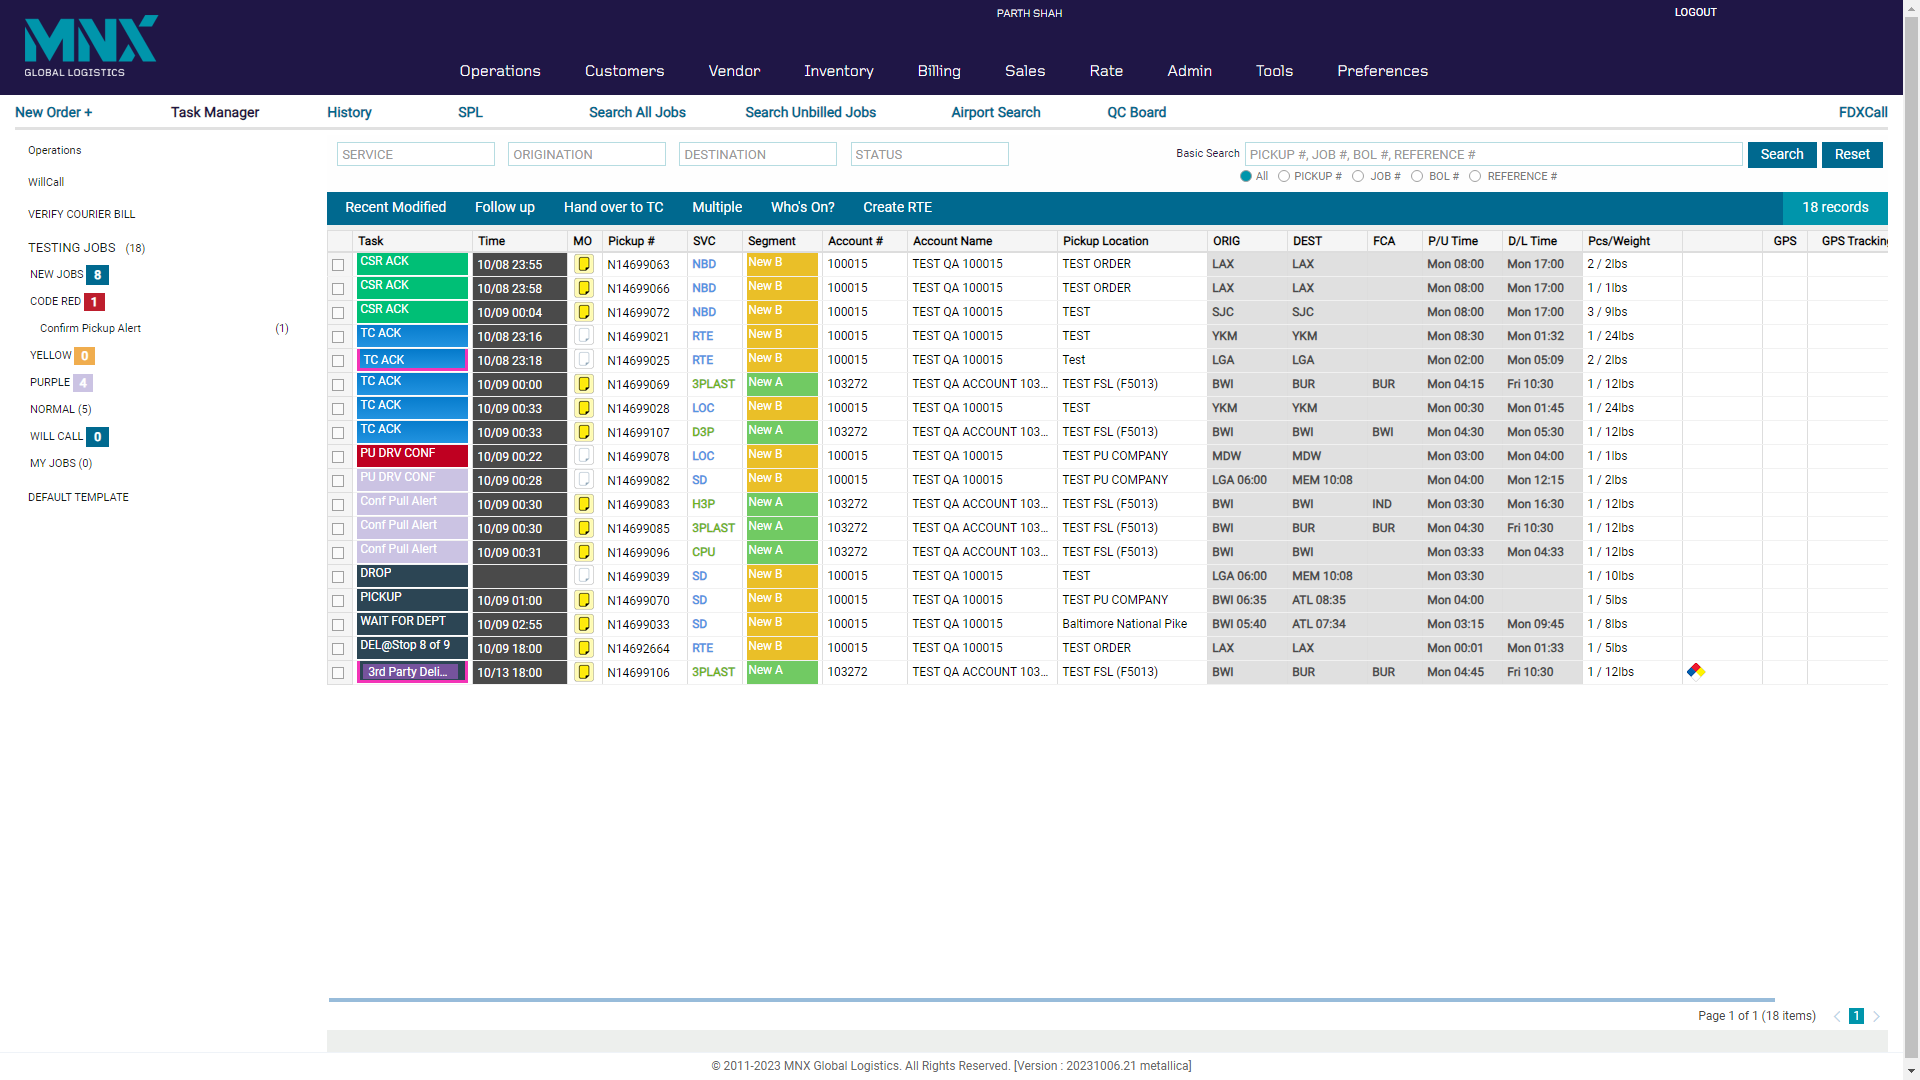 MNX
GLOBAL LOGISTICS
PARTH SHAH
LOGOUT
Operations Customers Vendor Inventory Billing Sales Rate Admin Tools Preferences
New Order + Task Manager History SPL Search All Jobs Search Unbilled Jobs Airport Search QC Board FDXCall
Operations
WillCall
VERIFY COURIER BILL
TESTING JOBS (18)
NEW JOBS 8
CODE RED 1
Confirm Pickup Alert (1)
YELLOW 0
PURPLE 4
NORMAL (5)
WILL CALL 0
MY JOBS (0)
DEFAULT TEMPLATE
SERVICE ORIGINATION DESTINATION STATUS Basic Search PICKUP #, JOB #, BOL #, REFERENCE # Search Reset
All PICKUP # JOB # BOL # REFERENCE #
Recent Modified Follow up Hand over to TC Multiple Who's On? Create RTE 18 records
Task Time MO Pickup # SVC Segment Account # Account Name Pickup Location ORIG DEST FCA P/U Time D/L Time Pcs/Weight GPS GPS Tracking
CSR ACK 10/08 23:55 N14699063 NBD New B 100015 TEST QA 100015 TEST ORDER LAX LAX Mon 08:00 Mon 17:00 2 / 2lbs
CSR ACK 10/08 23:58 N14699066 NBD New B 100015 TEST QA 100015 TEST ORDER LAX LAX Mon 08:00 Mon 17:00 1 / 1lbs
CSR ACK 10/09 00:04 N14699072 NBD New B 100015 TEST QA 100015 TEST SJC SJC Mon 08:00 Mon 17:00 3 / 9lbs
TC ACK 10/08 23:16 N14699021 RTE New B 100015 TEST QA 100015 TEST YKM YKM Mon 08:30 Mon 01:32 1 / 24lbs
TC ACK 10/08 23:18 N14699025 RTE New B 100015 TEST QA 100015 Test LGA LGA Mon 02:00 Mon 05:09 2 / 2lbs
TC ACK 10/09 00:00 N14699069 3PLAST New A 103272 TEST QA ACCOUNT 103... TEST FSL (F5013) BWI BUR BUR Mon 04:15 Fri 10:30 1 / 12lbs
TC ACK 10/09 00:33 N14699028 LOC New B 100015 TEST QA 100015 TEST YKM YKM Mon 00:30 Mon 01:45 1 / 24lbs
TC ACK 10/09 00:33 N14699107 D3P New A 103272 TEST QA ACCOUNT 103... TEST FSL (F5013) BWI BWI BWI Mon 04:30 Mon 05:30 1 / 12lbs
PU DRV CONF 10/09 00:22 N14699078 LOC New B 100015 TEST QA 100015 TEST PU COMPANY MDW MDW Mon 03:00 Mon 04:00 1 / 1lbs
PU DRV CONF 10/09 00:28 N14699082 SD New B 100015 TEST QA 100015 TEST PU COMPANY LGA 06:00 MEM 10:08 Mon 04:00 Mon 12:15 1 / 2lbs
Conf Pull Alert 10/09 00:30 N14699083 H3P New A 103272 TEST QA ACCOUNT 103... TEST FSL (F5013) BWI BWI IND Mon 03:30 Mon 16:30 1 / 12lbs
Conf Pull Alert 10/09 00:30 N14699085 3PLAST New A 103272 TEST QA ACCOUNT 103... TEST FSL (F5013) BWI BUR BUR Mon 04:30 Fri 10:30 1 / 12lbs
Conf Pull Alert 10/09 00:31 N14699096 CPU New A 103272 TEST QA ACCOUNT 103... TEST FSL (F5013) BWI BWI Mon 03:33 Mon 04:33 1 / 12lbs
DROP N14699039 SD New B 100015 TEST QA 100015 TEST LGA 06:00 MEM 10:08 Mon 03:30 1 / 10lbs
PICKUP 10/09 01:00 N14699070 SD New B 100015 TEST QA 100015 TEST PU COMPANY BWI 06:35 ATL 08:35 Mon 04:00 1 / 5lbs
WAIT FOR DEPT 10/09 02:55 N14699033 SD New B 100015 TEST QA 100015 Baltimore National Pike BWI 05:40 ATL 07:34 Mon 03:15 Mon 09:45 1 / 8lbs
DEL@Stop 8 of 9 10/09 18:00 N14692664 RTE New B 100015 TEST QA 100015 TEST ORDER LAX LAX Mon 00:01 Mon 01:33 1 / 5lbs
3rd Party Deli... 10/13 18:00 N14699106 3PLAST New A 103272 TEST QA ACCOUNT 103... TEST FSL (F5013) BWI BUR BUR Mon 04:45 Fri 10:30 1 / 12lbs
Page 1 of 1 (18 items) 1
© 2011-2023 MNX Global Logistics. All Rights Reserved. [Version : 20231006.21 metallica]